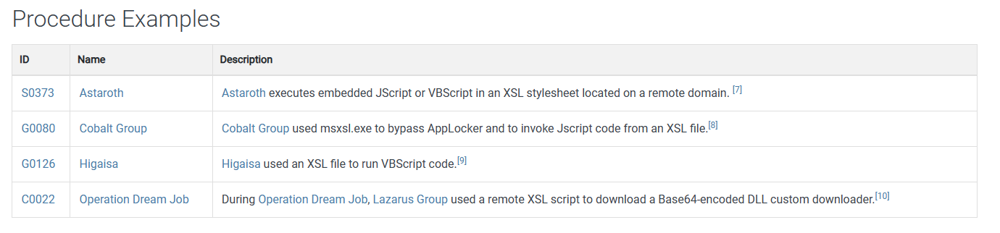 Procedure Examples
ID Name Description
S0373 Astaroth Astaroth executes embedded JScript or VBScript in an XSL stylesheet located on a remote domain. [7]
G0080 Cobalt Group Cobalt Group used msxsl.exe to bypass AppLocker and to invoke Jscript code from an XSL file.[8]
G0126 Higaisa Higaisa used an XSL file to run VBScript code.[9]
C0022 Operation Dream Job During Operation Dream Job, Lazarus Group used a remote XSL script to download a Base64-encoded DLL custom downloader.[10]